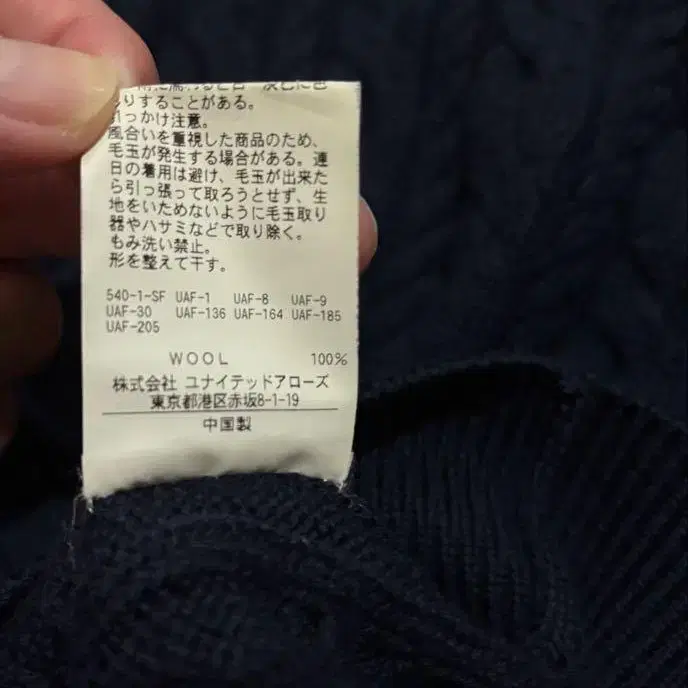 りすることがある。
引っかけ注意。
風合いを重視した商品のため、
毛玉が発生する場合がある。連
日の着用は避け、毛玉が出来た
ら引っ張って取ろうとせず、生
地をいためないように毛玉取り
器やハサミなどで取り除く。
もみ洗い禁止。
形を整えて干す。
540-1-SF UAF-1 UAF-8 UAF-9
UAF-30 UAF-136 UAF-164 UAF-185
UAF-205
WOOL 100%
株式会社 ユナイテッドアローズ
東京都港区赤坂8-1-19
中国製